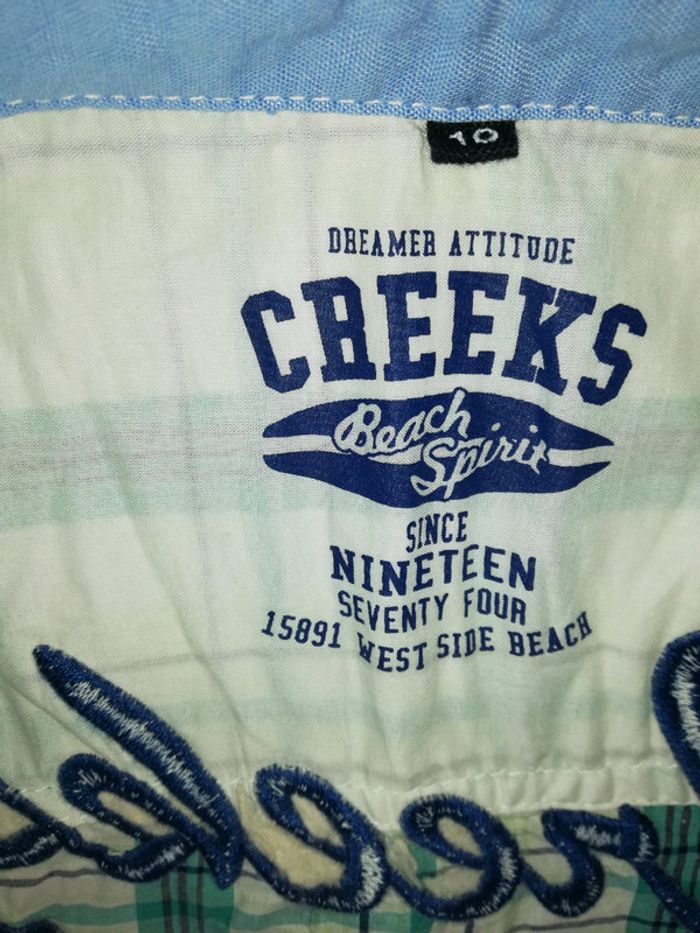 10
DREAMER ATTITUDE
CREEKS
Beach
Spirit
SINCE
NINETEEN
SEVENTY FOUR
15891 WEST SIDE BEACH